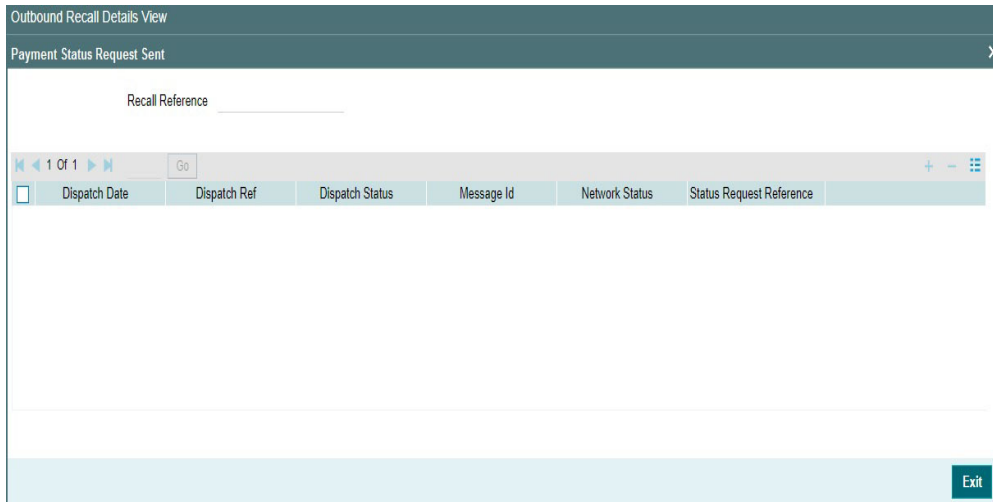 Outbound Recall Details View
Payment Status Request Sent
Recall Reference
1 Of 1 Go
Dispatch Date Dispatch Ref Dispatch Status Message Id Network Status Status Request Reference
Exit